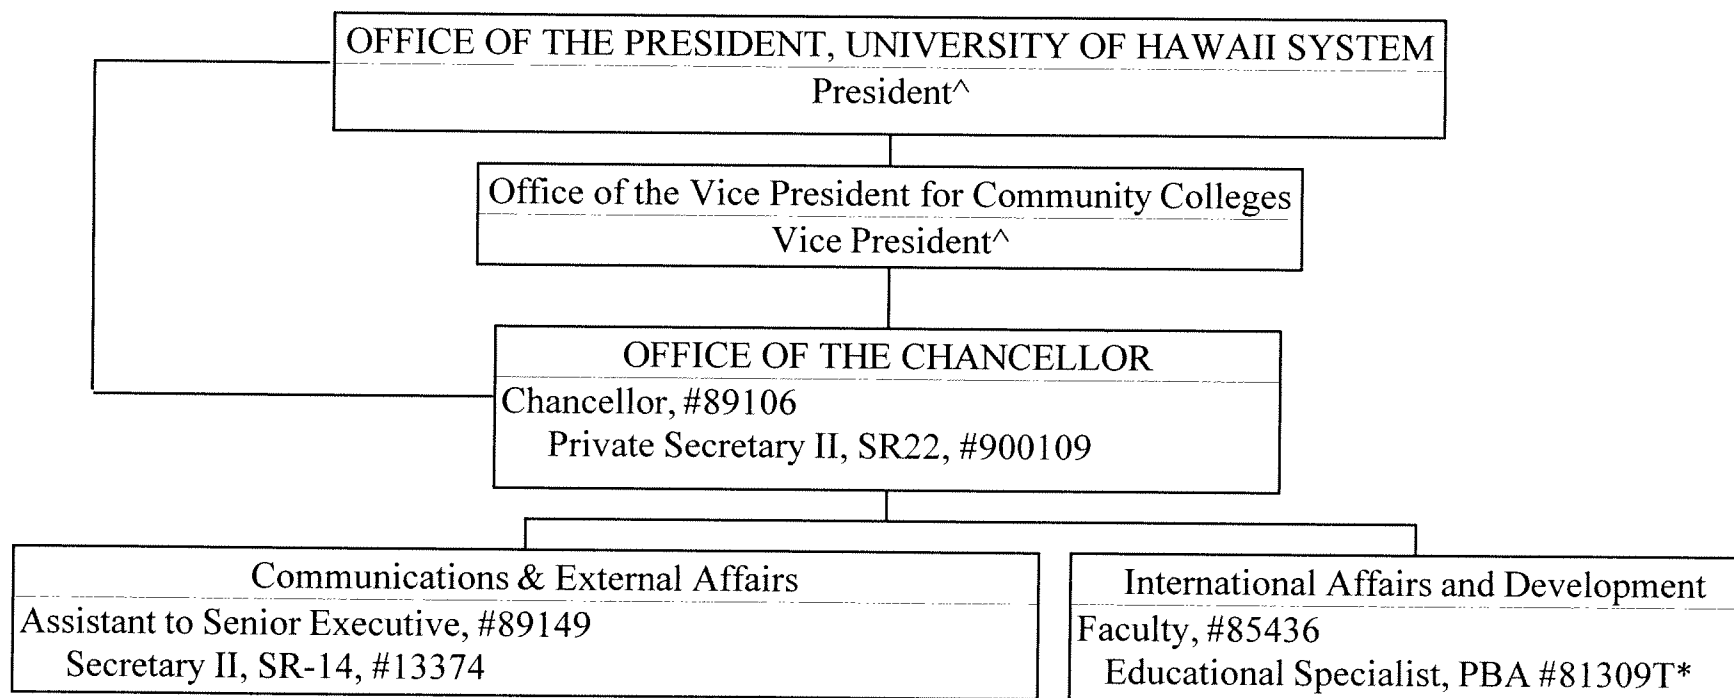 OFFICE OF THE PRESIDENT, UNIVERSITY OF HAWAII SYSTEM
President^
Office of the Vice President for Community Colleges
Vice President^
OFFICE OF THE CHANCELLOR
Chancellor, #89106
Private Secretary II, SR22, #900109
Communications & External Affairs
Assistant to Senior Executive, #89149
Secretary II, SR-14, #13374
International Affairs and Development
Faculty, #85436
Educational Specialist, PBA #81309T*